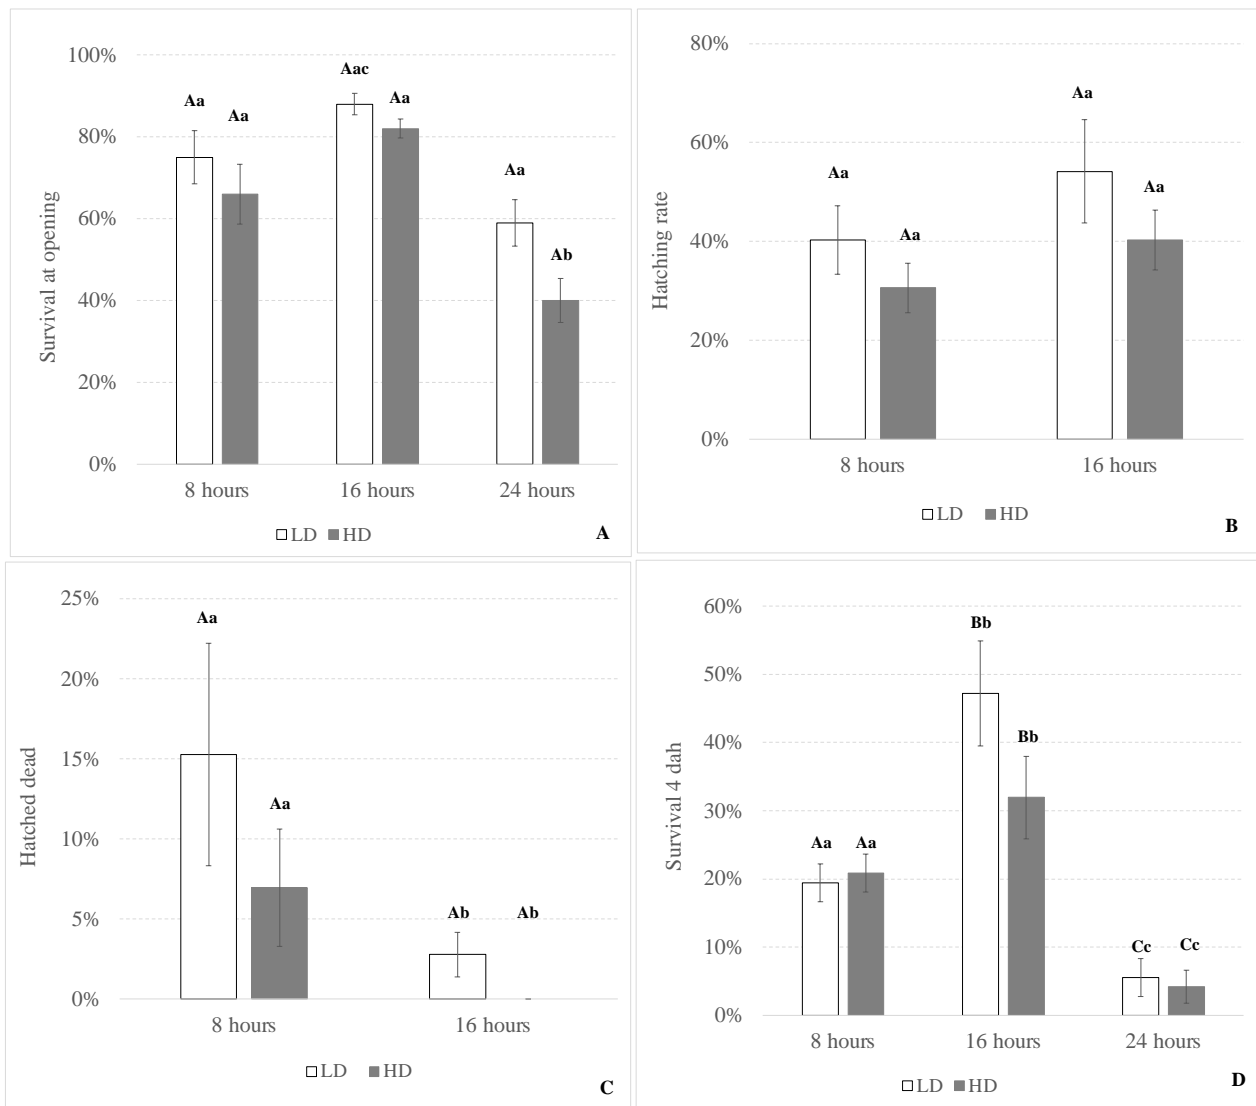 100%
80%
60%
40%
20%
0%
Survival at opening
Aa
Aa
Aac
Aa
Aa
Ab
8 hours
16 hours
24 hours
LD HD
A
80%
60%
40%
20%
0%
Hatching rate
Aa
Aa
Aa
Aa
8 hours
16 hours
LD HD
B
25%
20%
15%
10%
5%
0%
Hatched dead
Aa
Aa
Ab
Ab
8 hours
16 hours
LD HD
C
60%
50%
40%
30%
20%
10%
0%
Survival 4 dah
Aa
Aa
Bb
Bb
Cc
Cc
8 hours
16 hours
24 hours
LD HD
D